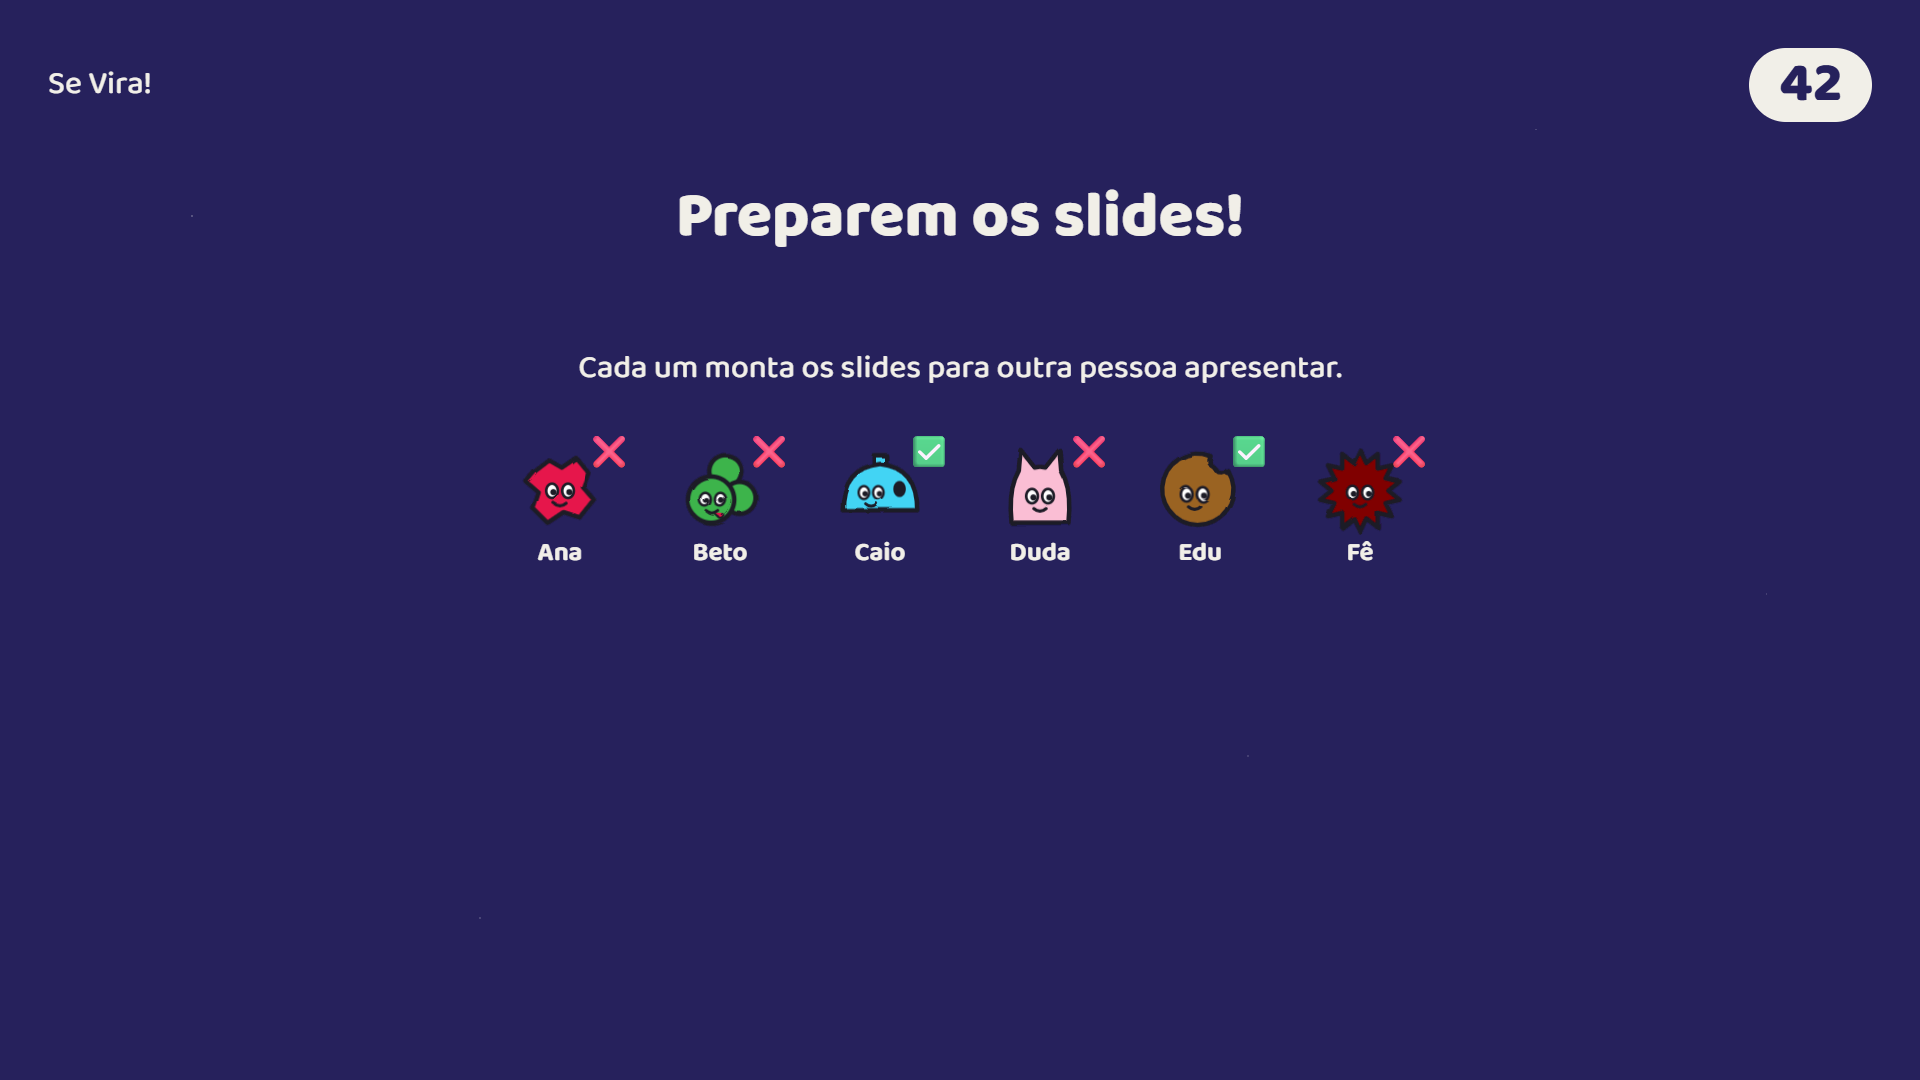 Se Vira!
42
Preparem os slides!
Cada um monta os slides para outra pessoa apresentar.
Ana Beto Caio Duda Edu Fê